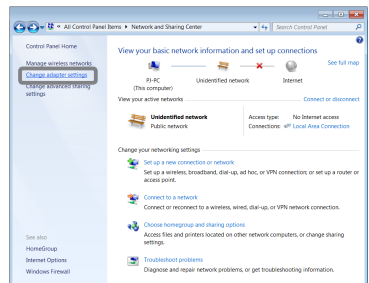 All Control Panel Items
Network and Sharing Center
Search Control Panel
Control Panel Home
Manage wireless networks
Change adapter settings
Change advanced sharing
settings
View your basic network information and set up connections
See full map
PJ-PC
(This computer)
Unidentified network
Internet
View your active networks
Connect or disconnect
Unidentified network
Public network
Access type: No Internet access
Connections: Local Area Connection
Change your networking settings
Set up a new connection or network
Set up a wireless, broadband, dial-up, ad hoc, or VPN connection; or set up a router or
access point.
Connect to a network
Connect or reconnect to a wireless, wired, dial-up, or VPN network connection.
Choose homegroup and sharing options
Access files and printers located on other network computers, or change sharing
settings.
Troubleshoot problems
Diagnose and repair network problems, or get troubleshooting information.
See also
HomeGroup
Internet Options
Windows Firewall